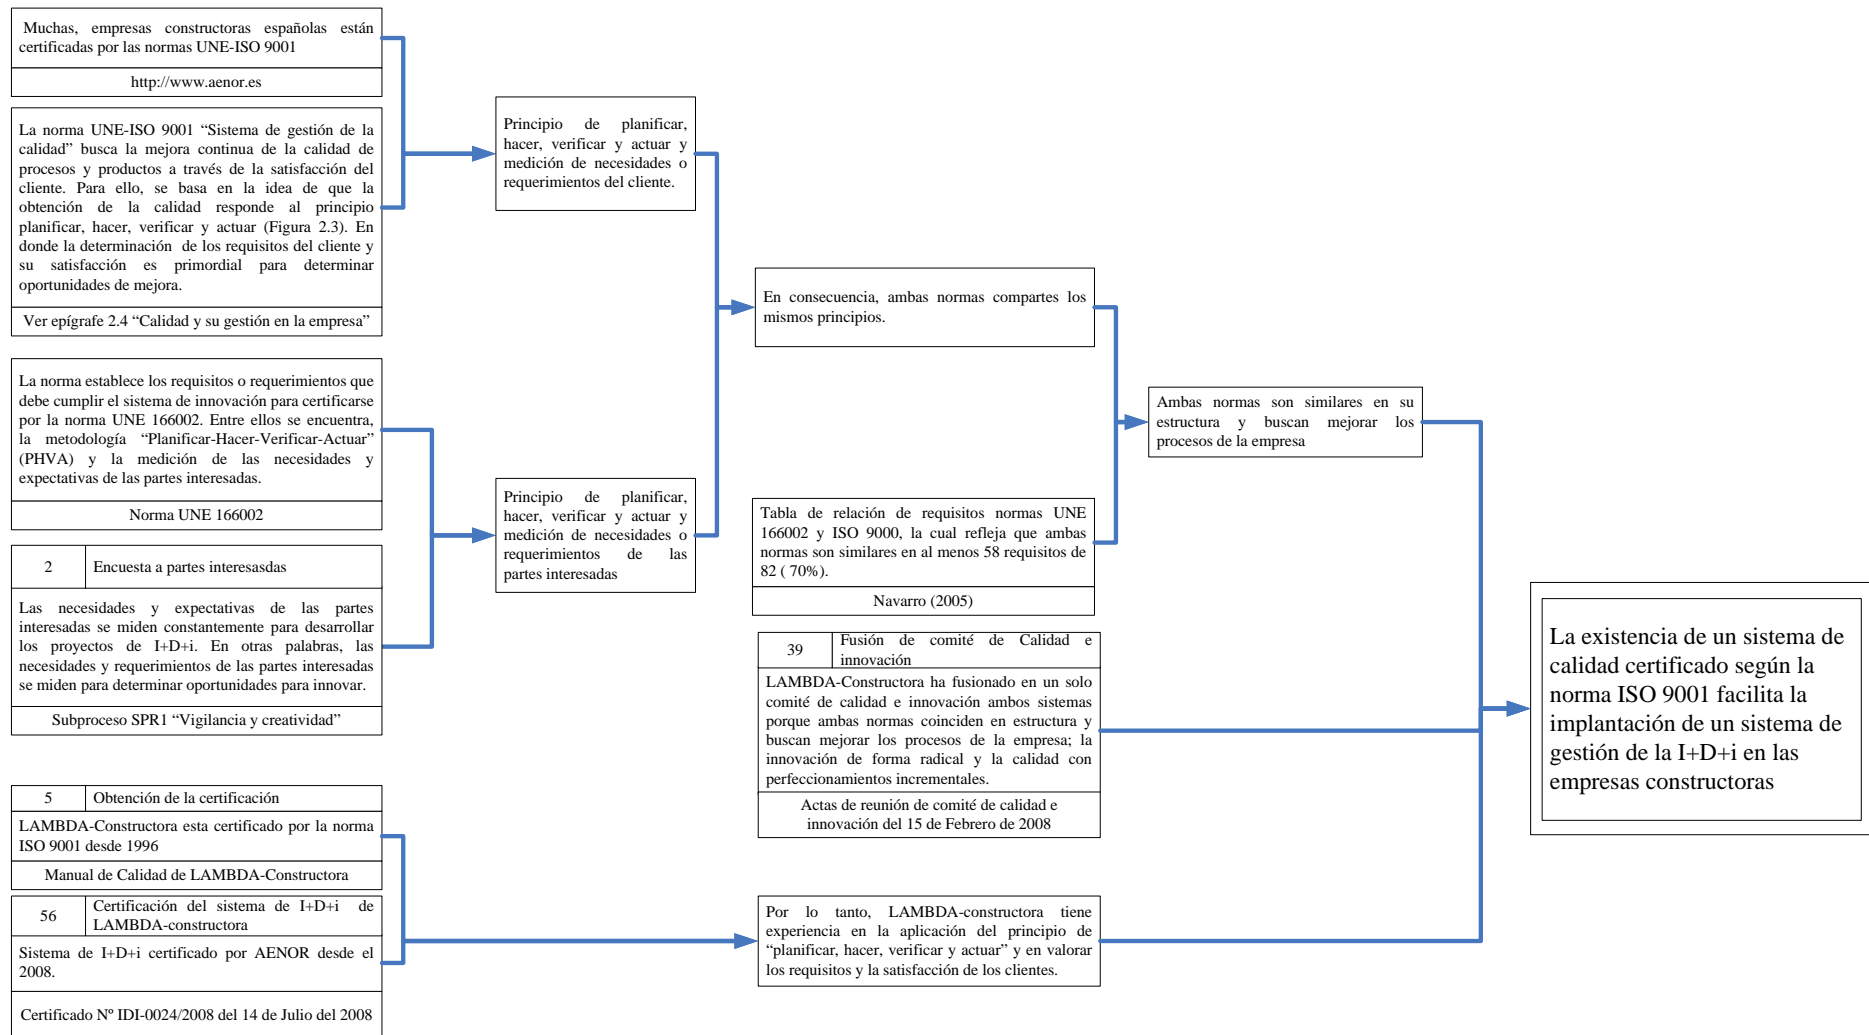 Muchas, empresas constructoras españolas están
certificadas por las normas UNE-ISO 9001
http://www.aenor.es
La norma UNE-ISO 9001 “Sistema de gestión de la
calidad” busca la mejora continua de la calidad de
procesos y productos a través de la satisfacción del
cliente. Para ello, se basa en la idea de que la
obtención de la calidad responde al principio
planificar, hacer, verificar y actuar (Figura 2.3). En
donde la determinación de los requisitos del cliente y
su satisfacción es primordial para determinar
oportunidades de mejora.
Ver epígrafe 2.4 “Calidad y su gestión en la empresa”
La norma establece los requisitos o requerimientos que
debe cumplir el sistema de innovación para certificarse
por la norma UNE 166002. Entre ellos se encuentra,
la metodología “Planificar-Hacer-Verificar-Actuar”
(PHVA) y la medición de las necesidades y
expectativas de las partes interesadas.
Norma UNE 166002
2 Encuesta a partes interesasdas
Las necesidades y expectativas de las partes
interesadas se miden constantemente para desarrollar
los proyectos de I+D+i. En otras palabras, las
necesidades y requerimientos de las partes interesadas
se miden para determinar oportunidades para innovar.
Subproceso SPR1 “Vigilancia y creatividad”
5 Obtención de la certificación
LAMBDA-Constructora esta certificado por la norma
ISO 9001 desde 1996
Manual de Calidad de LAMBDA-Constructora
56 Certificación del sistema de I+D+i de
LAMBDA-constructora
Sistema de I+D+i certificado por AENOR desde el
2008.
Certificado Nº IDI-0024/2008 del 14 de Julio del 2008
Principio de planificar,
hacer, verificar y actuar y
medición de necesidades o
requerimientos del cliente.
Principio de planificar,
hacer, verificar y actuar y
medición de necesidades o
requerimientos de las
partes interesadas
En consecuencia, ambas normas compartes los
mismos principios.
Tabla de relación de requisitos normas UNE
166002 y ISO 9000, la cual refleja que ambas
normas son similares en al menos 58 requisitos de
82 ( 70%).
Navarro (2005)
39 Fusión de comité de Calidad e
innovación
LAMBDA-Constructora ha fusionado en un solo
comité de calidad e innovación ambos sistemas
porque ambas normas coinciden en estructura y
buscan mejorar los procesos de la empresa; la
innovación de forma radical y la calidad con
perfeccionamientos incrementales.
Actas de reunión de comité de calidad e
innovación del 15 de Febrero de 2008
Por lo tanto, LAMBDA-constructora tiene
experiencia en la aplicación del principio de
“planificar, hacer, verificar y actuar” y en valorar
los requisitos y la satisfacción de los clientes.
Ambas normas son similares en su
estructura y buscan mejorar los
procesos de la empresa
La existencia de un sistema de
calidad certificado según la
norma ISO 9001 facilita la
implantación de un sistema de
gestión de la I+D+i en las
empresas constructoras